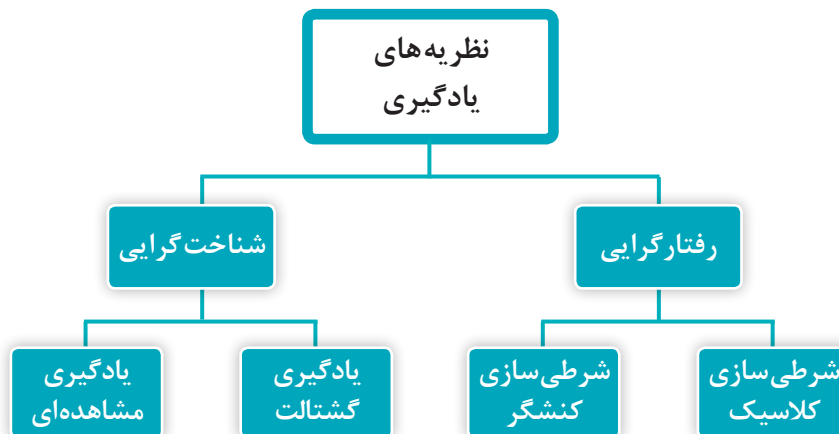 نظریه‌های
یادگیری
رفتارگرایی
شناخت‌گرایی
شرطی‌سازی
کلاسیک
شرطی‌سازی
کنشگر
یادگیری
گشتالت
یادگیری
مشاهده‌ای